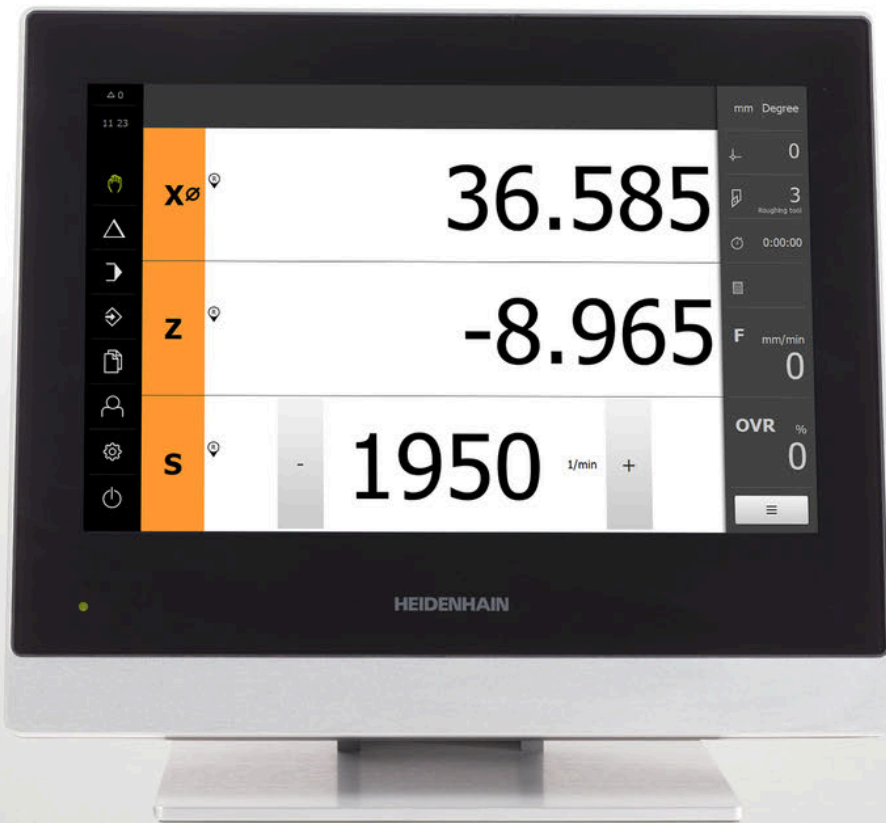 △ 0
11 23
X⌀
R
36.585
Z
R
-8.965
S
R
-
1950
1/min
+
mm Degree
0
3
Roughing tool
0:00:00
F mm/min
0
OVR %
0
HEIDENHAIN